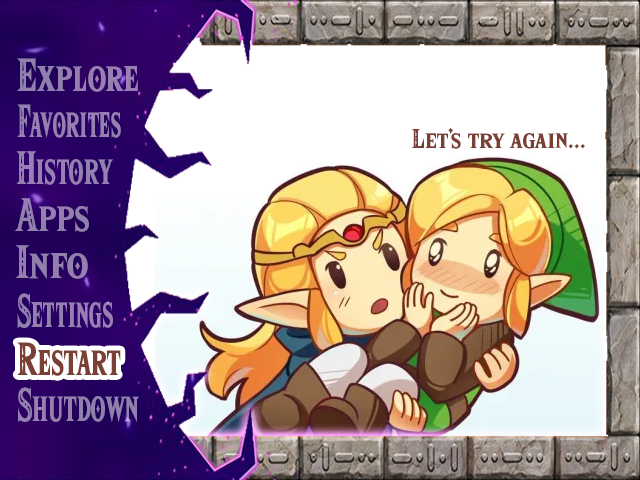 Explore
Favorites
History
Apps
Info
Settings
Restart
Shutdown
Let's try again...